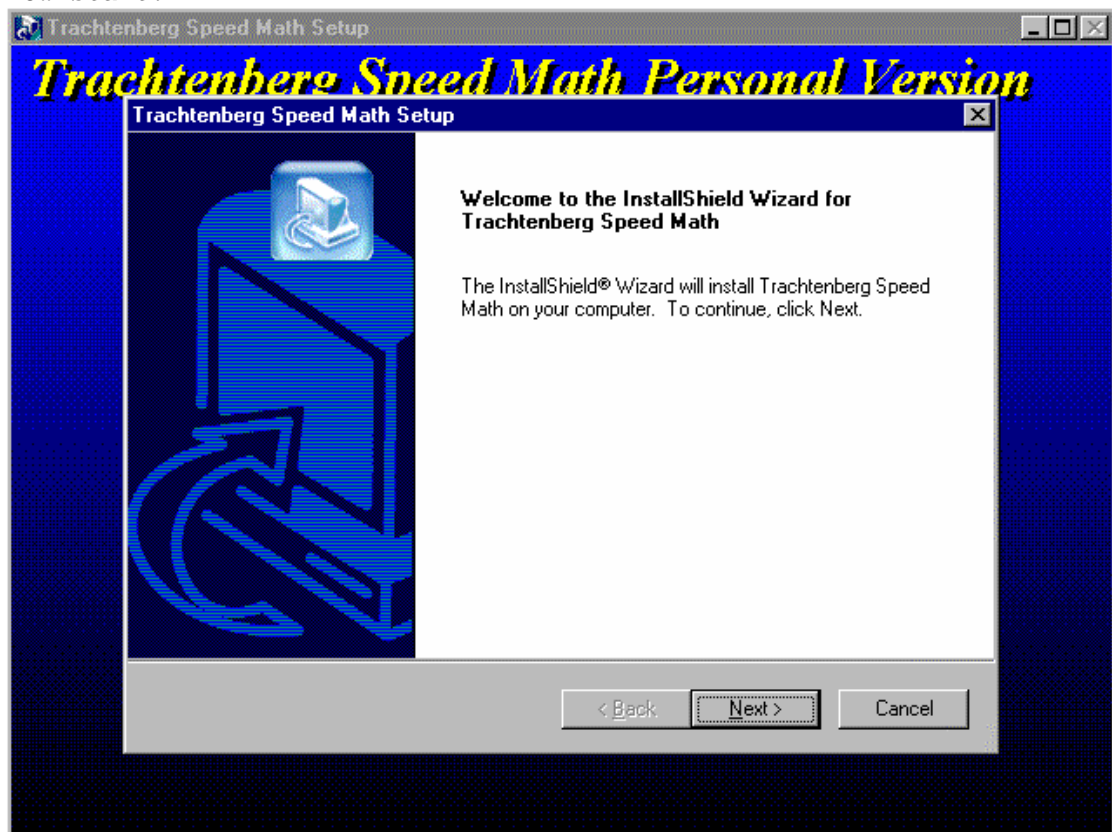 Trachtenberg Speed Math Setup
Trachtenberg Speed Math Personal Version
Trachtenberg Speed Math Setup
Welcome to the InstallShield Wizard for
Trachtenberg Speed Math
The InstallShield® Wizard will install Trachtenberg Speed
Math on your computer. To continue, click Next.
< Back
Next >
Cancel